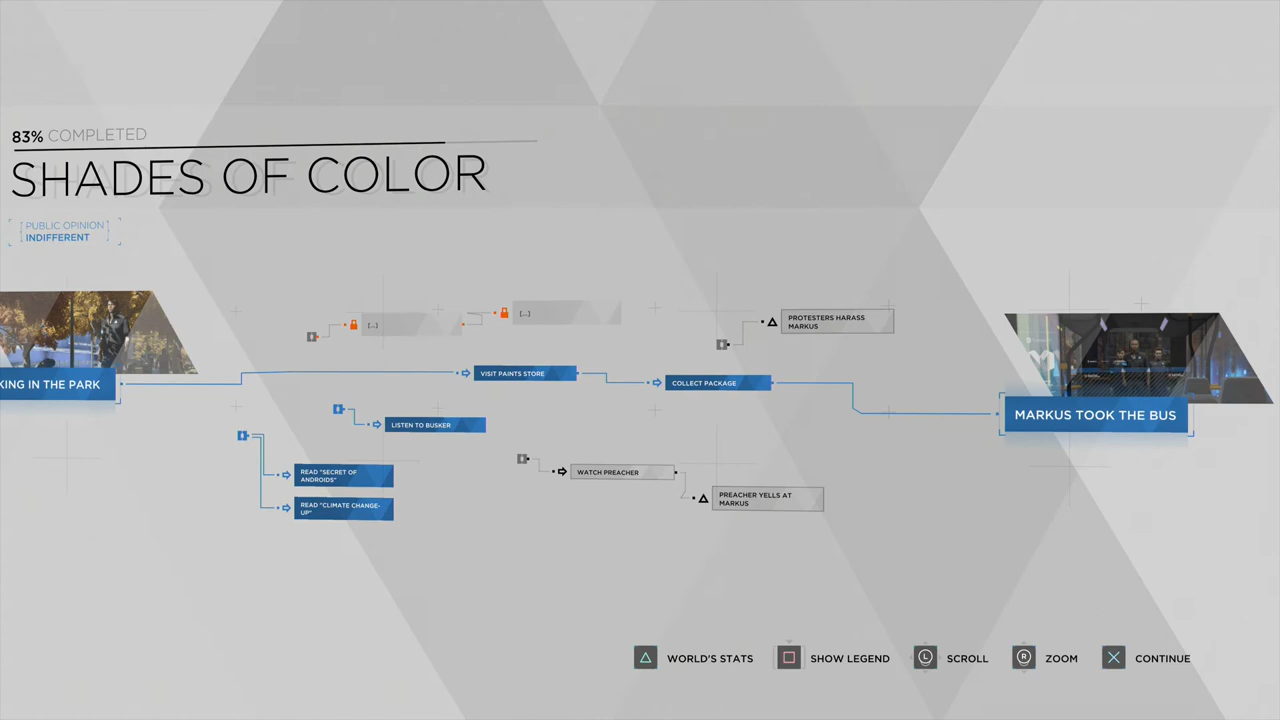 83% COMPLETED
SHADES OF COLOR
PUBLIC OPINION
INDIFFERENT
[...]
[...]
PROTESTERS HARASS
MARKUS
VISIT PAINTS STORE
COLLECT PACKAGE
KING IN THE PARK
MARKUS TOOK THE BUS
LISTEN TO BUSKER
READ "SECRET OF
ANDROIDS"
WATCH PREACHER
PREACHER YELLS AT
MARKUS
READ "CLIMATE CHANGE-
UP"
WORLD'S STATS
SHOW LEGEND
L SCROLL
R ZOOM
CONTINUE